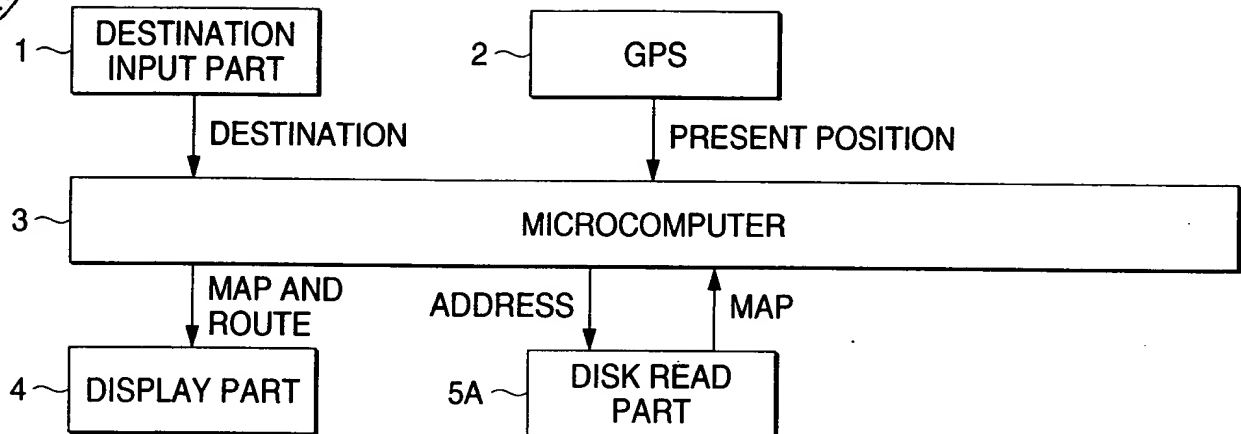 1
DESTINATION
INPUT PART
2
GPS
DESTINATION
PRESENT POSITION
3
MICROCOMPUTER
MAP AND
ROUTE
ADDRESS
MAP
4
DISPLAY PART
5A
DISK READ
PART